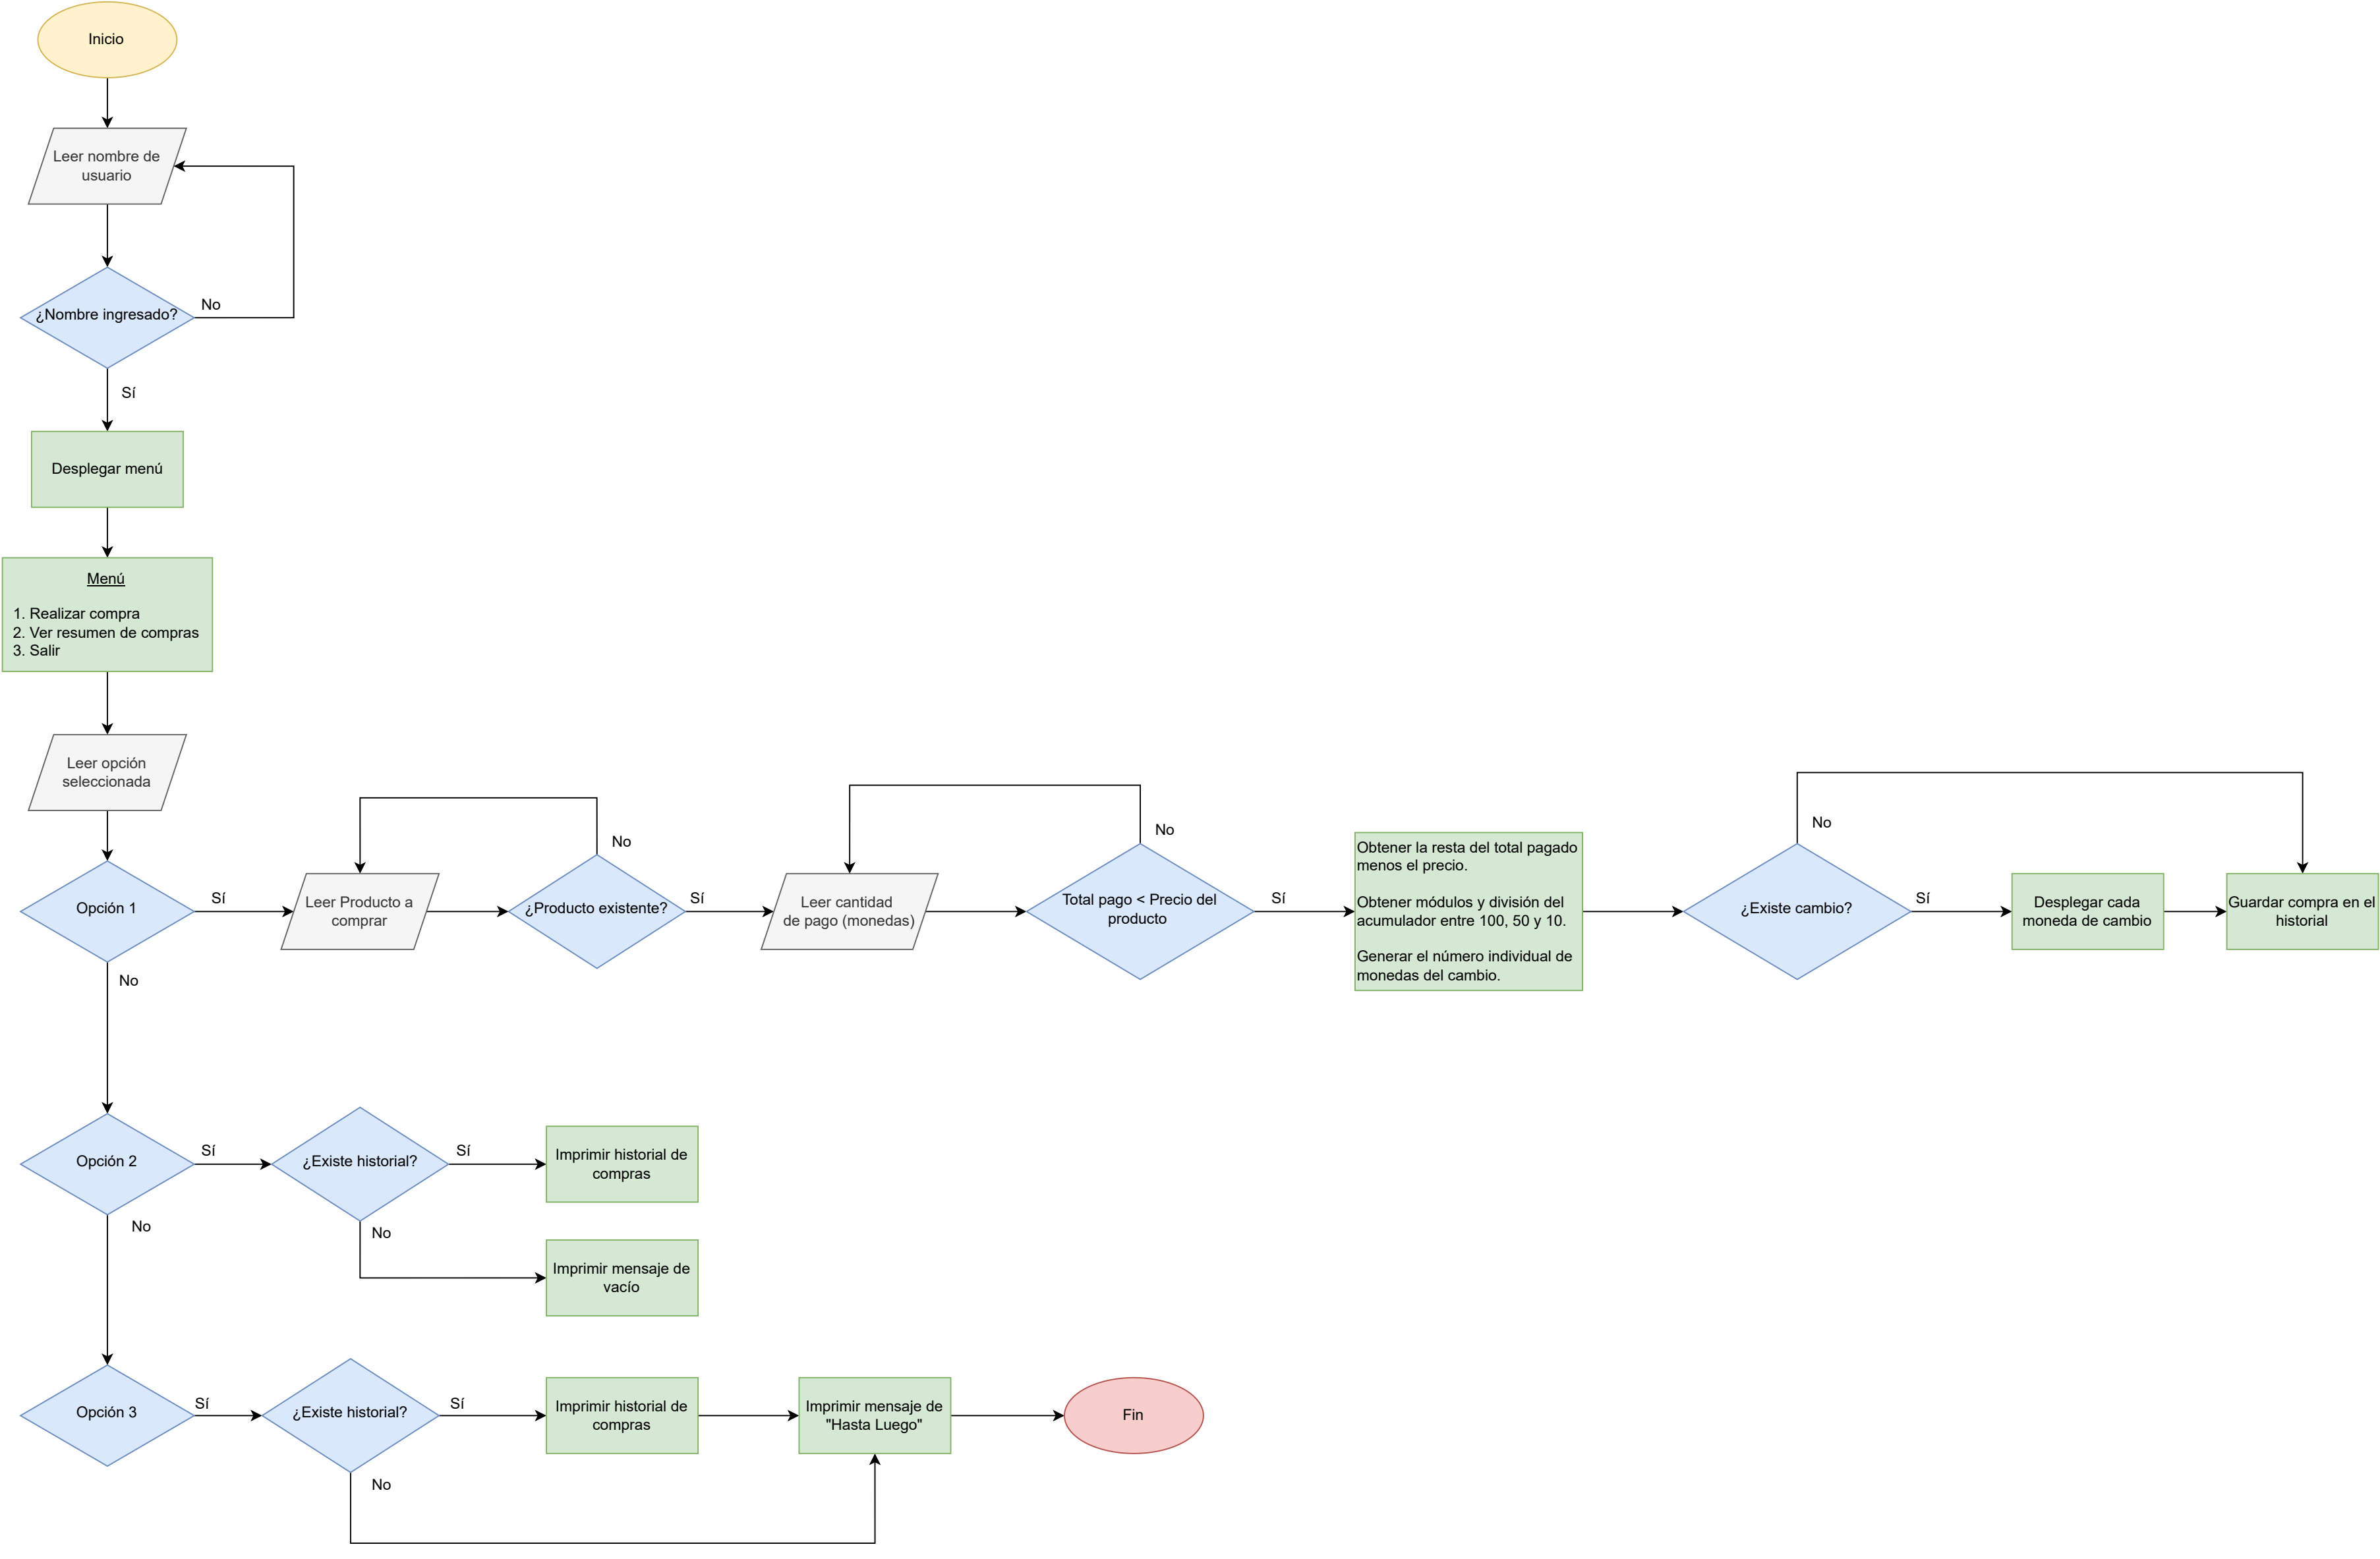 Inicio
Leer nombre de
usuario
¿Nombre ingresado?
No
Sí
Desplegar menú
Menú
1. Realizar compra
2. Ver resumen de compras
3. Salir
Leer opción
seleccionada
Opción 1
Sí
Leer Producto a
comprar
¿Producto existente?
No
Sí
Leer cantidad
de pago (monedas)
Total pago < Precio del
producto
No
Sí
Obtener la resta del total pagado
menos el precio.
Obtener módulos y división del
acumulador entre 100, 50 y 10.
Generar el número individual de
monedas del cambio.
¿Existe cambio?
No
Sí
Desplegar cada
moneda de cambio
Guardar compra en el
historial
No
Opción 2
Sí
¿Existe historial?
Sí
Imprimir historial de
compras
No
Imprimir mensaje de
vacío
No
Opción 3
Sí
¿Existe historial?
Sí
Imprimir historial de
compras
Imprimir mensaje de
"Hasta Luego"
Fin
No